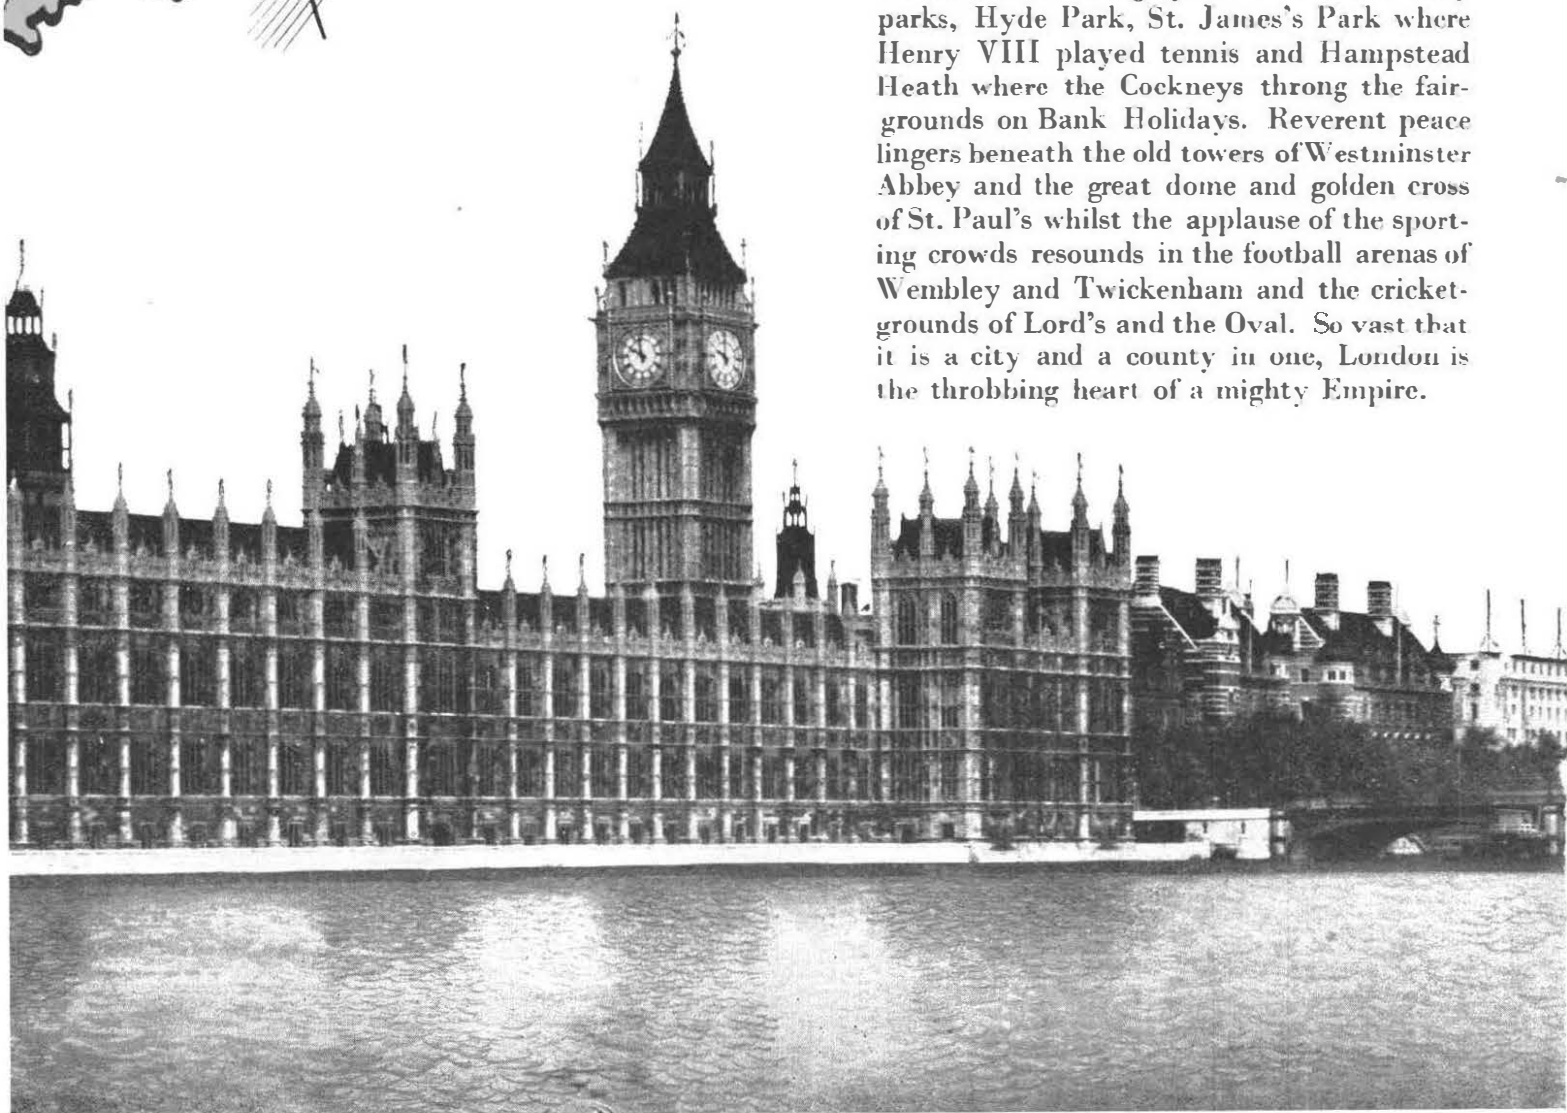 parks, Hyde Park, St. James's Park where
Henry VIII played tennis and Hampstead
Heath where the Cockneys throng the fair-
grounds on Bank Holidays. Reverent peace
lingers beneath the old towers of Westminster
Abbey and the great dome and golden cross
of St. Paul's whilst the applause of the sport-
ing crowds resounds in the football arenas of
Wembley and Twickenham and the cricket-
grounds of Lord's and the Oval. So vast that
it is a city and a county in one, London is
the throbbing heart of a mighty Empire.